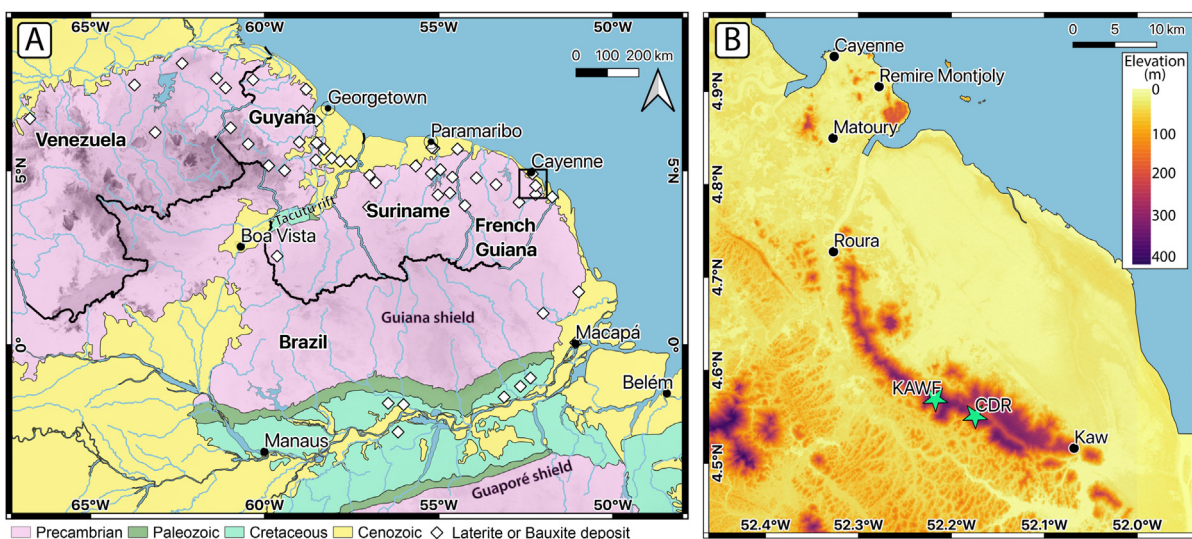 A
65°W
60°W
55°W
50°W
0 100 200 km
Georgetown
Guyana
Venezuela
Paramaribo
Cayenne
5°N
5°N
Suriname
Tacutu rift
French
Guiana
Boa Vista
Guiana shield
Brazil
Macapá
0°
0°
Belém
Manaus
Guaporé shield
65°W
60°W
55°W
50°W
Precambrian
Paleozoic
Cretaceous
Cenozoic
Laterite or Bauxite deposit
B
0 5 10 km
Cayenne
Remire Montjoly
Matoury
Elevation
(m)
0
100
200
300
400
4.9°N
4.8°N
Roura
4.7°N
4.6°N
KAWF
CDR
Kaw
4.5°N
52.4°W
52.3°W
52.2°W
52.1°W
52.0°W